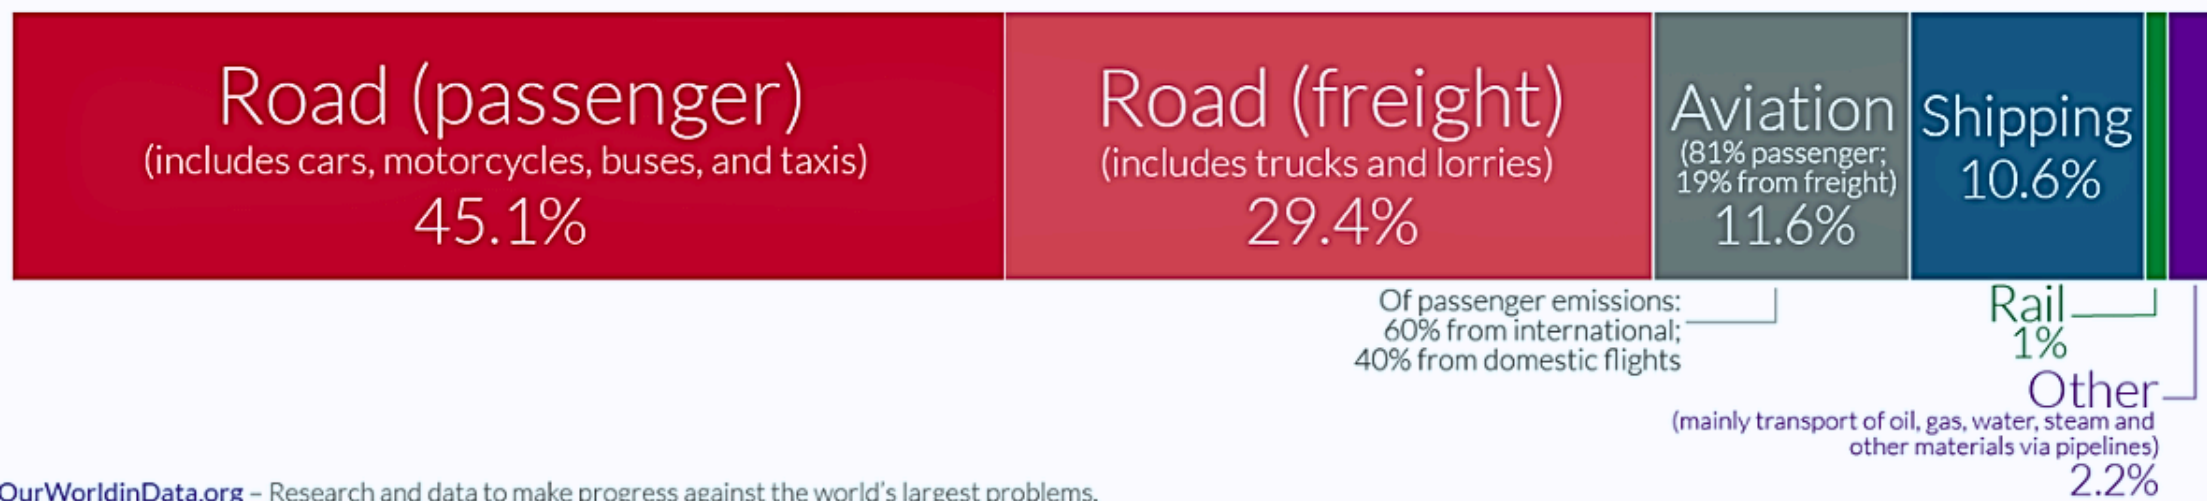 Road (passenger)
(includes cars, motorcycles, buses, and taxis)
45.1%
Road (freight)
(includes trucks and lorries)
29.4%
Aviation
(81% passenger;
19% from freight)
11.6%
Shipping
10.6%
Of passenger emissions:
60% from international;
40% from domestic flights
Rail
1%
Other
(mainly transport of oil, gas, water, steam and
other materials via pipelines)
2.2%
OurWorldinData.org – Research and data to make progress against the world's largest problems.